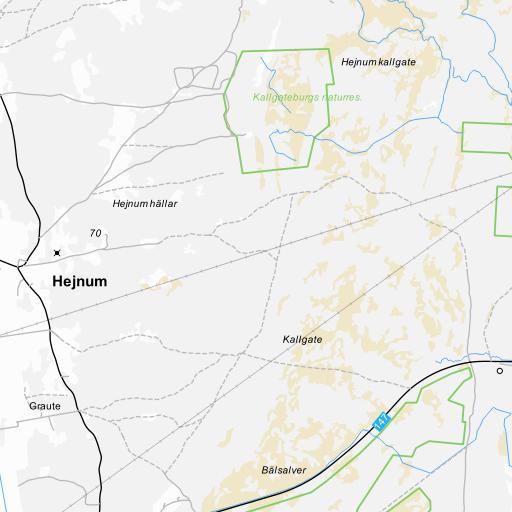 Hejnum kallgate
Kallgateburgs naturres.
Hejnum hällar
70
Hejnum
Kallgate
Graute
147
Bälsalver